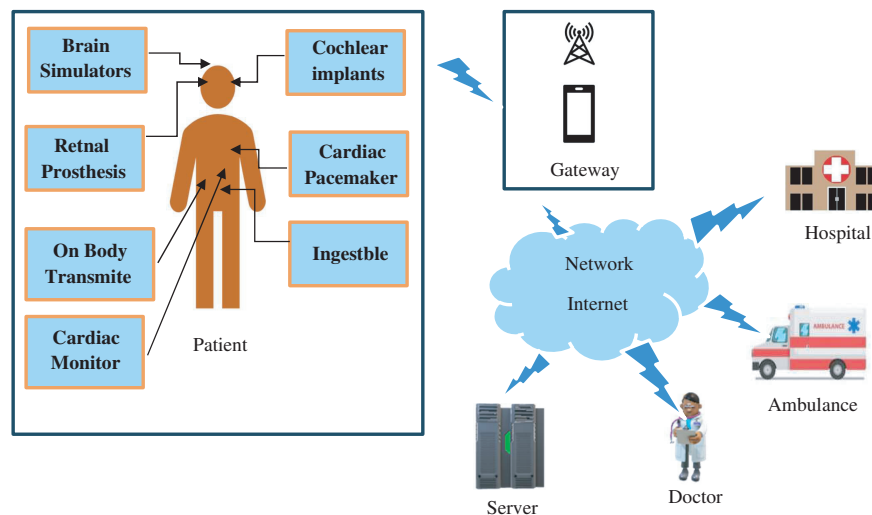 Brain
Simulators
Cochlear
implants
Retnal
Prosthesis
Cardiac
Pacemaker
On Body
Transmite
Ingestble
Cardiac
Monitor
Patient
Gateway
Network
Internet
Hospital
AMBULANCE
Ambulance
Server
Doctor